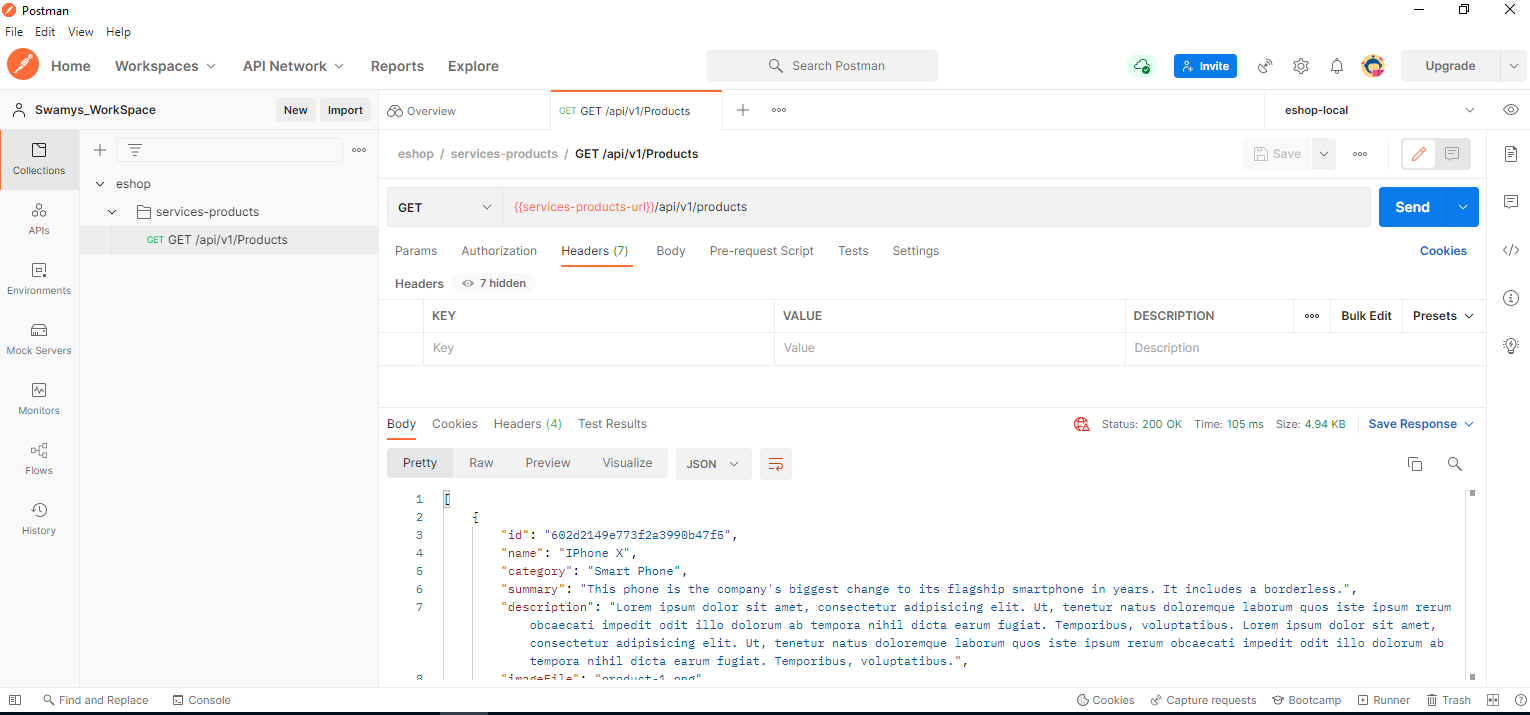 Postman
File Edit View Help
Home Workspaces API Network Reports Explore Search Postman Invite Upgrade
Swamys_WorkSpace New Import Overview GET GET /api/v1/Products eshop-local
Collections
APIs
Environments
Mock Servers
Monitors
Flows
History
eshop
services-products
GET GET /api/v1/Products
eshop / services-products / GET /api/v1/Products Save
GET {{services-products-url}}/api/v1/products Send
Params Authorization Headers (7) Body Pre-request Script Tests Settings Cookies
Headers 7 hidden
KEY VALUE DESCRIPTION Bulk Edit Presets
Key Value Description
Body Cookies Headers (4) Test Results Status: 200 OK Time: 105 ms Size: 4.94 KB Save Response
Pretty Raw Preview Visualize JSON
1 [
2 {
3 "id": "602d2149e773f2a3990b47f5",
4 "name": "IPhone X",
5 "category": "Smart Phone",
6 "summary": "This phone is the company's biggest change to its flagship smartphone in years. It includes a borderless.",
7 "description": "Lorem ipsum dolor sit amet, consectetur adipisicing elit. Ut, tenetur natus doloremque laborum quos iste ipsum rerum
obcaecati impedit odit illo dolorum ab tempora nihil dicta earum fugiat. Temporibus, voluptatibus. Lorem ipsum dolor sit amet,
consectetur adipisicing elit. Ut, tenetur natus doloremque laborum quos iste ipsum rerum obcaecati impedit odit illo dolorum ab
tempora nihil dicta earum fugiat. Temporibus, voluptatibus.",
8 "imageFile": "product-1.png"
Find and Replace Console Cookies Capture requests Bootcamp Runner Trash